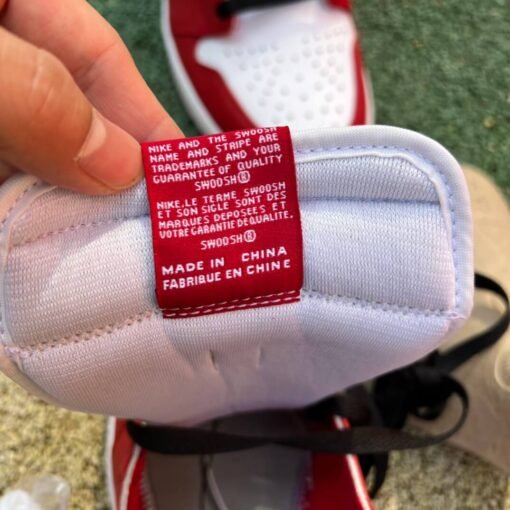 NIKE AND THE SWOOSH
NAME AND STRIPE ARE
TRADEMARKS AND YOUR
GUARANTEE OF QUALITY
SWOOSH®
NIKE.LE TERME SWOOSH
ET SON SIGLE SONT DES
MARQUES DEPOSEES ET
VOTRE GARANTIE DE QUALITE.
SWOOSH®
MADE IN CHINA
FABRIQUE EN CHINE